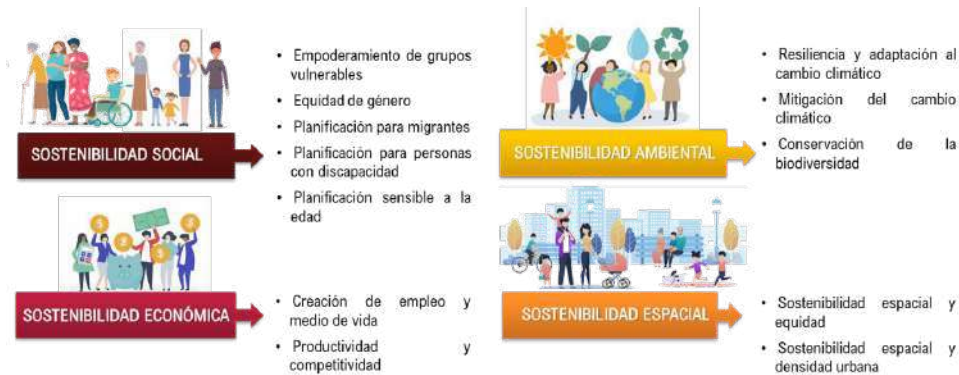 • Empoderamiento de grupos
vulnerables
• Equidad de género
• Planificación para migrantes
• Planificación para personas
con discapacidad
• Planificación sensible a la
edad
SOSTENIBILIDAD SOCIAL
• Resiliencia y adaptación al
cambio climático
• Mitigación del cambio
climático
• Conservación de la
biodiversidad
SOSTENIBILIDAD AMBIENTAL
• Creación de empleo y
medio de vida
• Productividad y
competitividad
SOSTENIBILIDAD ECONÓMICA
• Sostenibilidad espacial y
equidad
• Sostenibilidad espacial y
densidad urbana
SOSTENIBILIDAD ESPACIAL